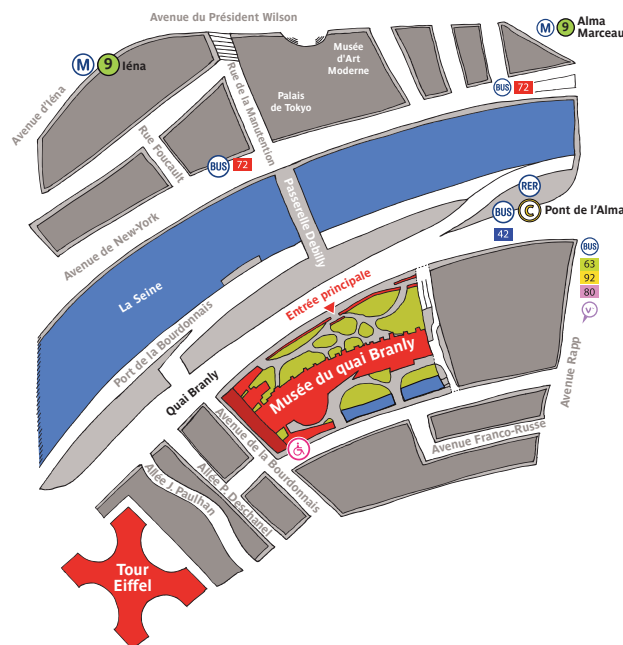 Avenue du Président Wilson
M 9 Alma
Marceau
M 9 Iéna
Musée
d'Art
Moderne
Palais
de Tokyo
BUS 72
Avenue d'Iéna
Rue de la Manutention
Rue Foucault
BUS 72
RER
BUS C Pont de l'Alma
42
Passerelle Debilly
Avenue de New-York
BUS
63
92
80
V
La Seine
Entrée principale
Port de la Bourdonnais
Musée du quai Branly
Quai Branly
Avenue Rapp
Avenue de la Bourdonnais
Avenue Franco-Russe
Allée P. Deschanel
Allée J. Paulhan
Tour
Eiffel